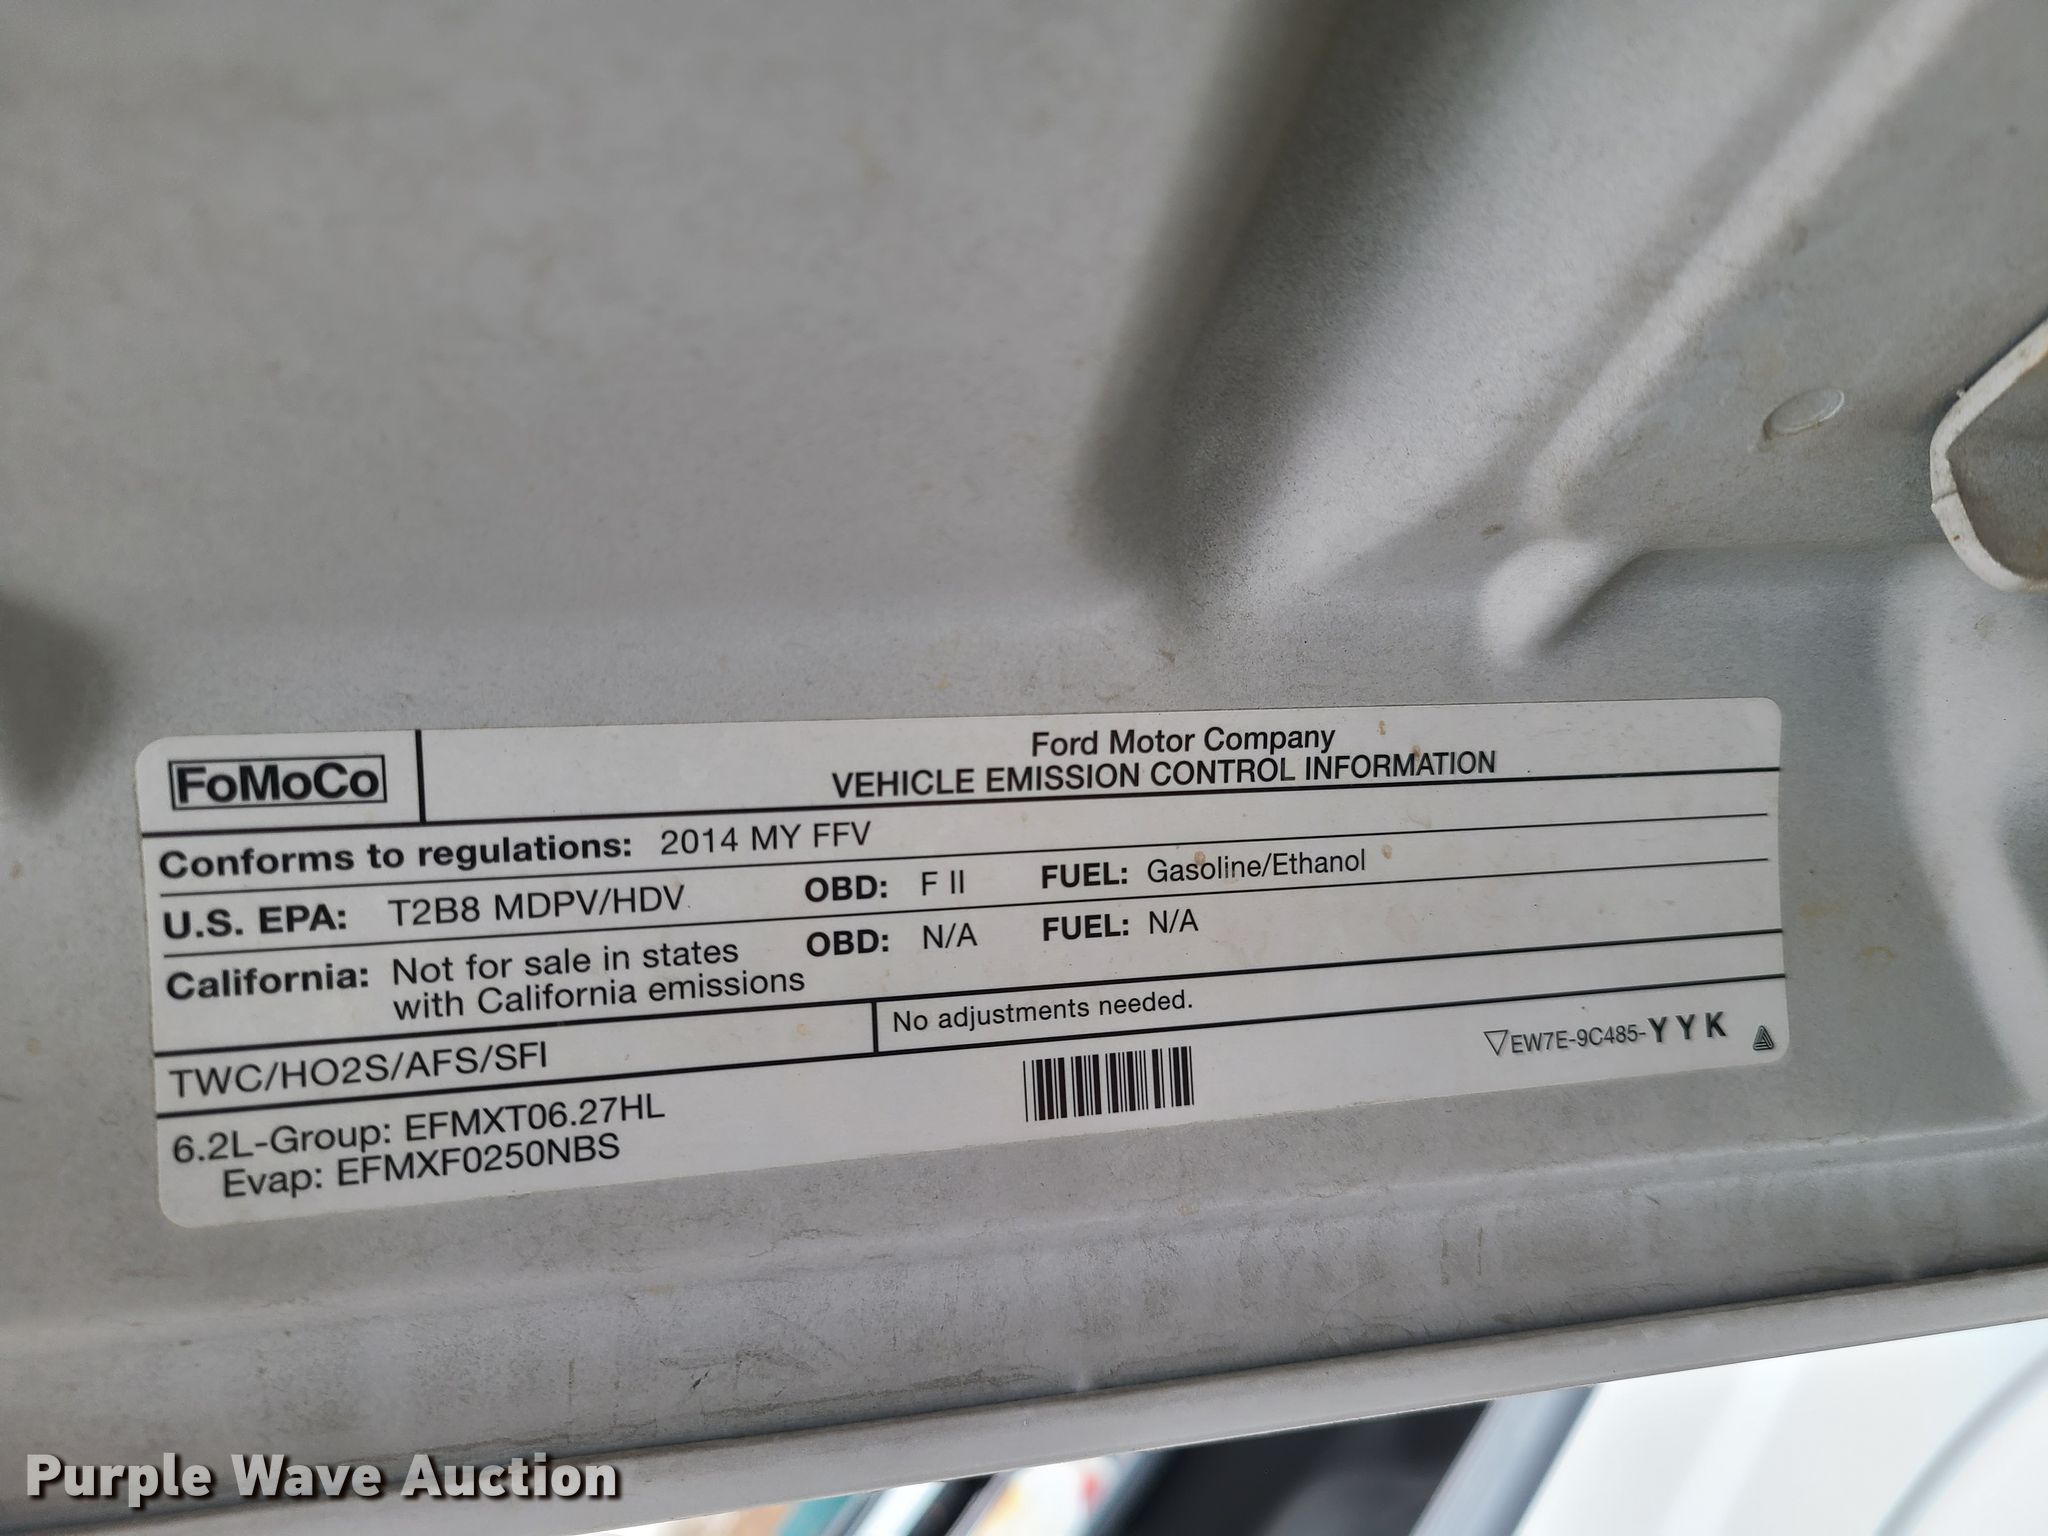 FoMoCo
Ford Motor Company
VEHICLE EMISSION CONTROL INFORMATION
Conforms to regulations: 2014 MY FFV
U.S. EPA: T2B8 MDPV/HDV OBD: F II FUEL: Gasoline/Ethanol
California: Not for sale in states with California emissions OBD: N/A FUEL: N/A
TWC/HO2S/AFS/SFI
No adjustments needed.
6.2L-Group: EFMXT06.27HL
Evap: EFMXF0250NBS
EW7E-9C485-YYK
Purple Wave Auction